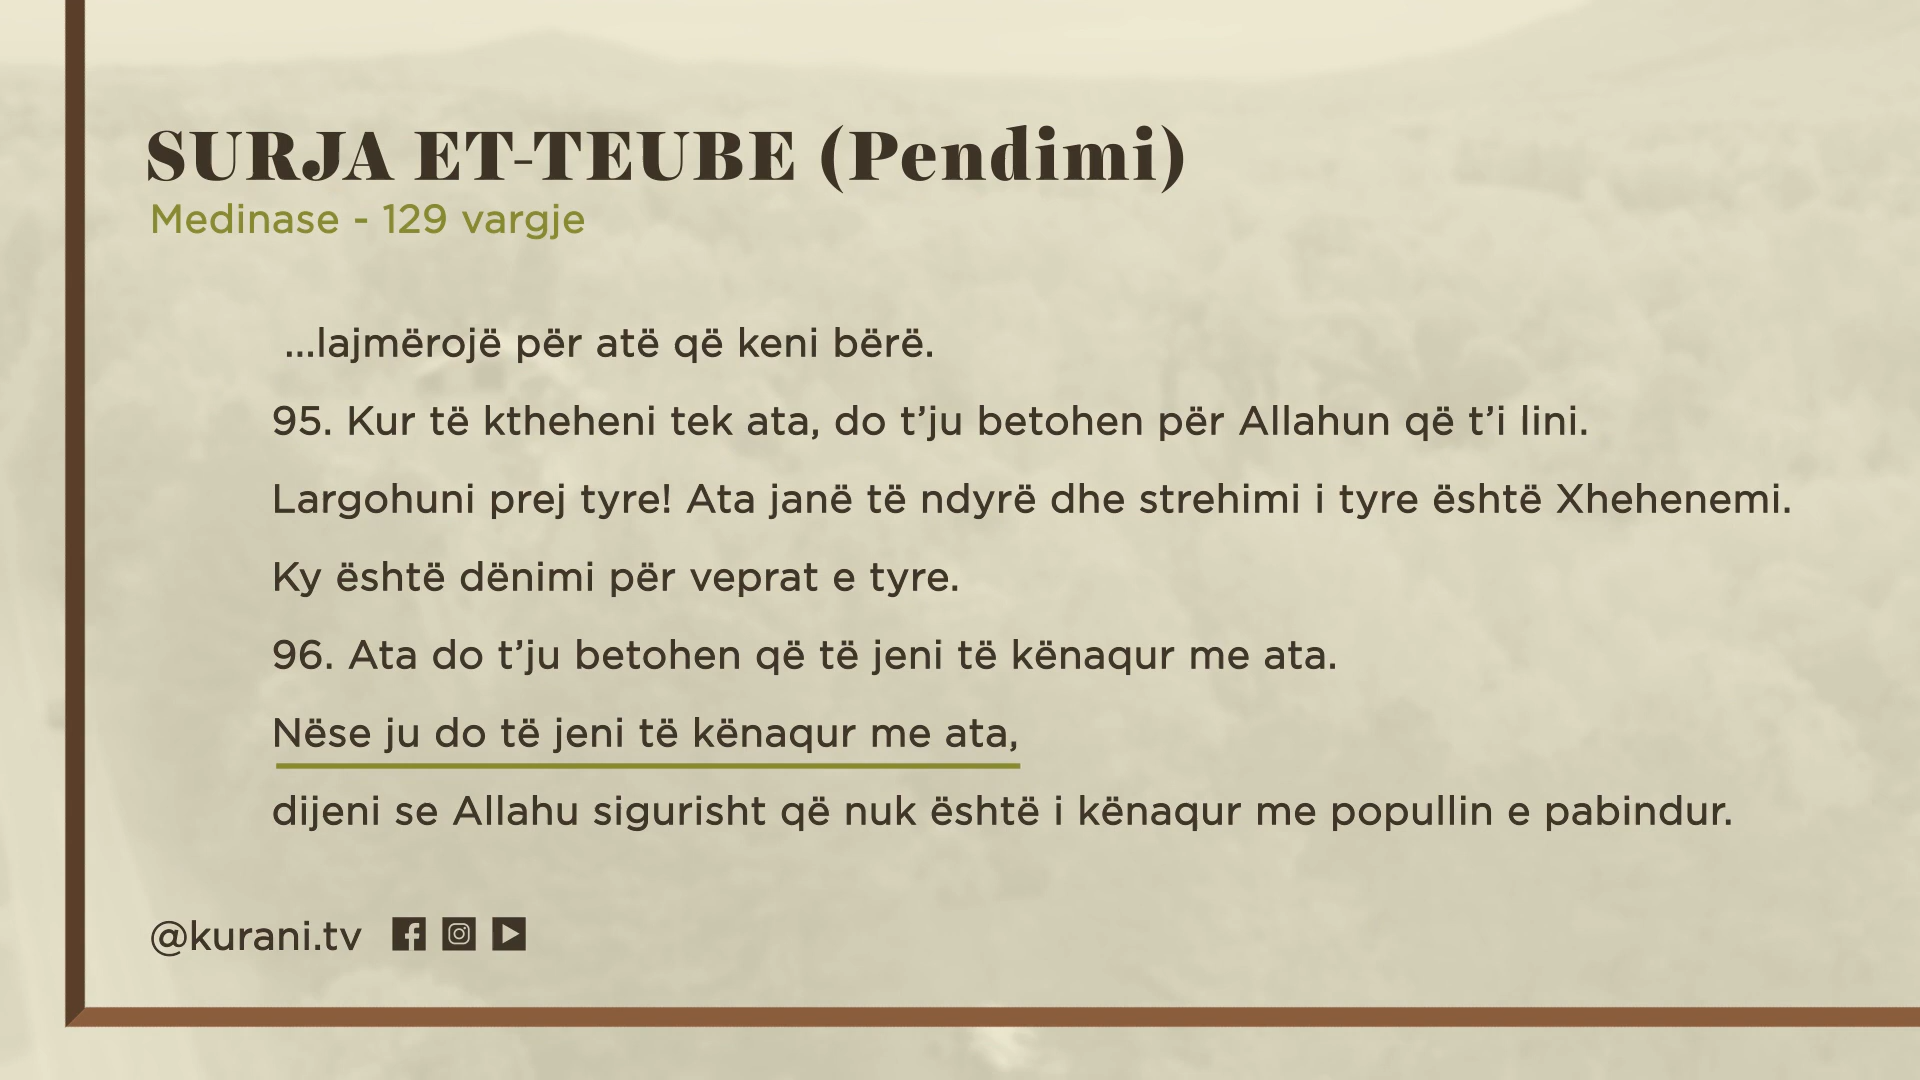 SURJA ET-TEUBE (Pendimi)
Medinase - 129 vargje
...lajmërojë për atë që keni bërë.
95. Kur të ktheheni tek ata, do t’ju betohen për Allahun që t’i lini.
Largohuni prej tyre! Ata janë të ndyrë dhe strehimi i tyre është Xhehenemi.
Ky është dënimi për veprat e tyre.
96. Ata do t’ju betohen që të jeni të kënaqur me ata.
Nëse ju do të jeni të kënaqur me ata,
dijeni se Allahu sigurisht që nuk është i kënaqur me popullin e pabindur.
@kurani.tv